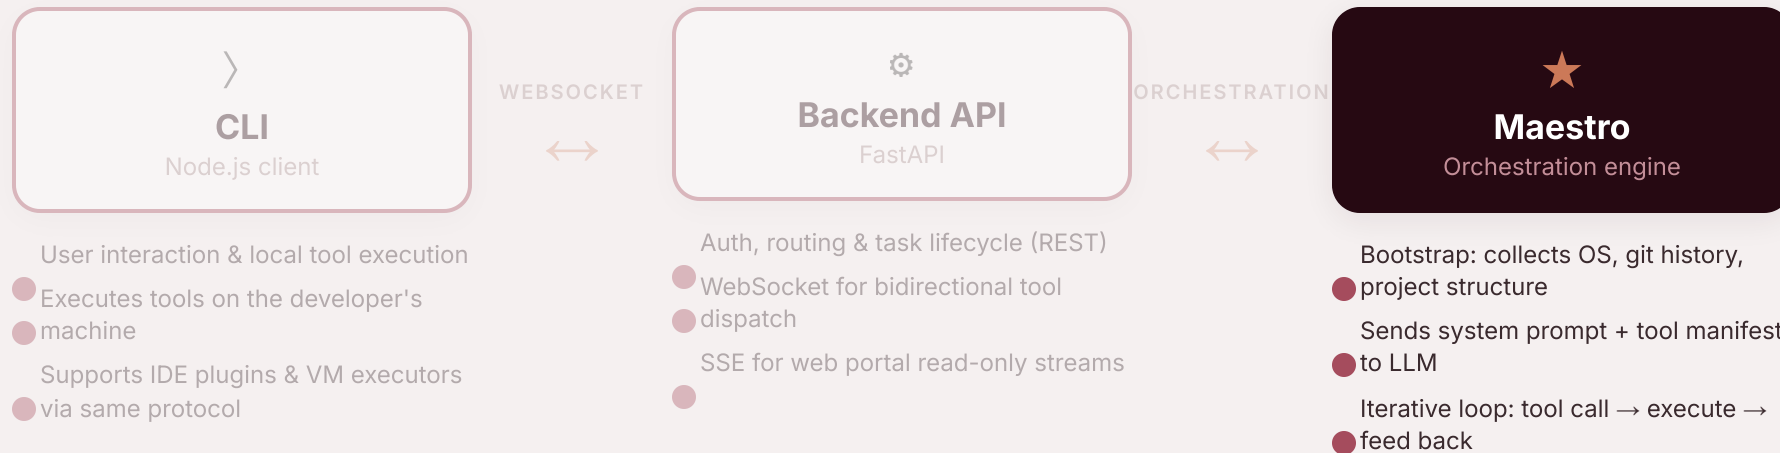 CLI
Node.js client
User interaction & local tool execution
Executes tools on the developer's
machine
Supports IDE plugins & VM executors
via same protocol
WEBSOCKET
↔
Backend API
FastAPI
Auth, routing & task lifecycle (REST)
WebSocket for bidirectional tool
dispatch
SSE for web portal read-only streams
ORCHESTRATION
↔
Maestro
Orchestration engine
Bootstrap: collects OS, git history,
project structure
Sends system prompt + tool manifest
to LLM
Iterative loop: tool call → execute →
feed back